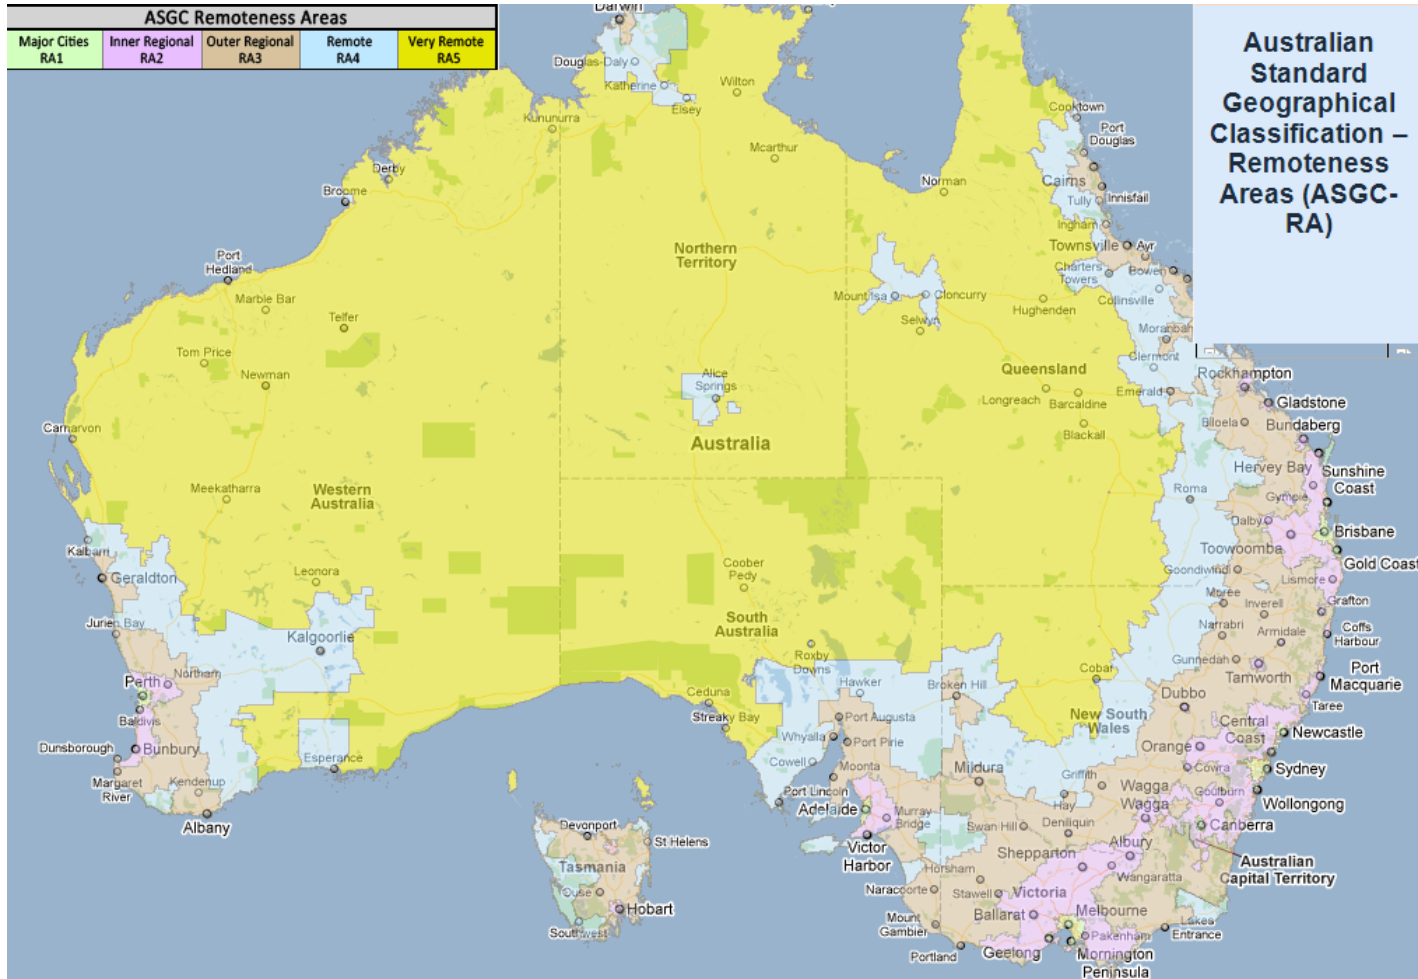 ASGC Remoteness Areas
Major Cities
RA1
Inner Regional
RA2
Outer Regional
RA3
Remote
RA4
Very Remote
RA5
Australian
Standard
Geographical
Classification –
Remoteness
Areas (ASGC-
RA)
Darwin
Douglas-Daly
Katherine
Elsey
Wilton
Kununurra
Mcarthur
Derby
Broome
Norman
Cooktown
Port
Douglas
Cairns
Tully
Innisfail
Ingham
Townsville
Ayr
Charters
Towers
Bowen
Collinsville
Northern
Territory
Port
Hedland
Marble Bar
Telfer
Mount Isa
Cloncurry
Selwyn
Hughenden
Moranbah
Clermont
Tom Price
Newman
Alice
Springs
Queensland
Longreach
Barcaldine
Emerald
Rockhampton
Gladstone
Blackall
Biloela
Bundaberg
Carnarvon
Australia
Hervey Bay
Sunshine
Coast
Meekatharra
Western
Australia
Roma
Gympie
Dalby
Brisbane
Toowoomba
Kalbarri
Geraldton
Leonora
Coober
Pedy
Goondiwindi
Gold Coast
Lismore
Moree
Inverell
Grafton
Jurien Bay
Kalgoorlie
South
Australia
Roxby
Downs
Narrabri
Armidale
Coffs
Harbour
Gunnedah
Tamworth
Port
Macquarie
Perth
Northam
Hawker
Broken Hill
Cobar
Dubbo
Taree
Baldivis
Ceduna
Streaky Bay
Port Augusta
New South
Wales
Central
Coast
Newcastle
Dunsborough
Bunbury
Whyalla
Port Pirie
Orange
Esperance
Cowell
Moonta
Mildura
Griffith
Cowra
Sydney
Margaret
River
Kendenup
Port Lincoln
Wagga
Wagga
Goulburn
Wollongong
Albany
Adelaide
Murray
Bridge
Hay
Swan Hill
Deniliquin
Canberra
Devonport
St Helens
Victor
Harbor
Shepparton
Albury
Australian
Capital Territory
Tasmania
Horsham
Wangaratta
Naracoorte
Stawell
Victoria
Ouse
Hobart
Mount
Gambier
Ballarat
Melbourne
Lakes
Entrance
Southwest
Portland
Geelong
Pakenham
Mornington
Peninsula